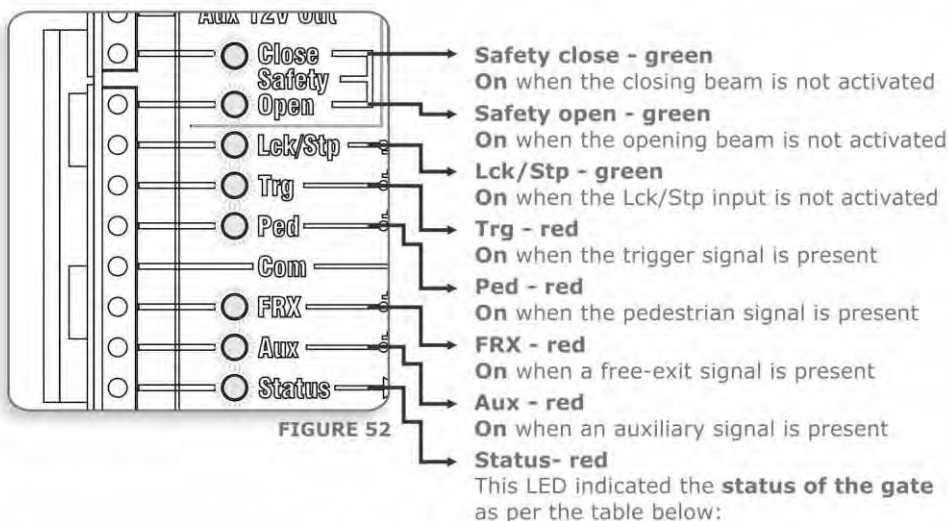 Aux 12V Out
Close
Safety
Open
Lck/Stp
Trg
Ped
Com
FRX
Aux
Status
FIGURE 52
Safety close - green
On when the closing beam is not activated
Safety open - green
On when the opening beam is not activated
Lck/Stp - green
On when the Lck/Stp input is not activated
Trg - red
On when the trigger signal is present
Ped - red
On when the pedestrian signal is present
FRX - red
On when a free-exit signal is present
Aux - red
On when an auxiliary signal is present
Status- red
This LED indicated the status of the gate
as per the table below: